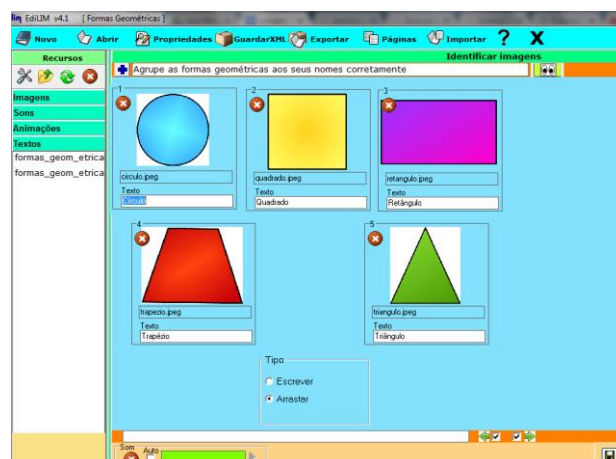 EdiLIM v4.1 [Formas Geométricas]
Novo Abrir Propriedades GuardarXML Exportar Páginas Importar ? X
Recursos
Identificar imagens
Agrupe as formas geométricas aos seus nomes corretamente
Imagens
Sons
Animações
Textos
formas_geom_etrica
formas_geom_etrica
1 2 3
circulo.jpeg quadrado.jpeg retangulo.jpeg
Texto Texto Texto
Círculo Quadrado Retângulo
4 5
trapezio.jpeg triangulo.jpeg
Texto Texto
Trapézio Triângulo
Tipo
Escrever
Arrastar
Som Auto